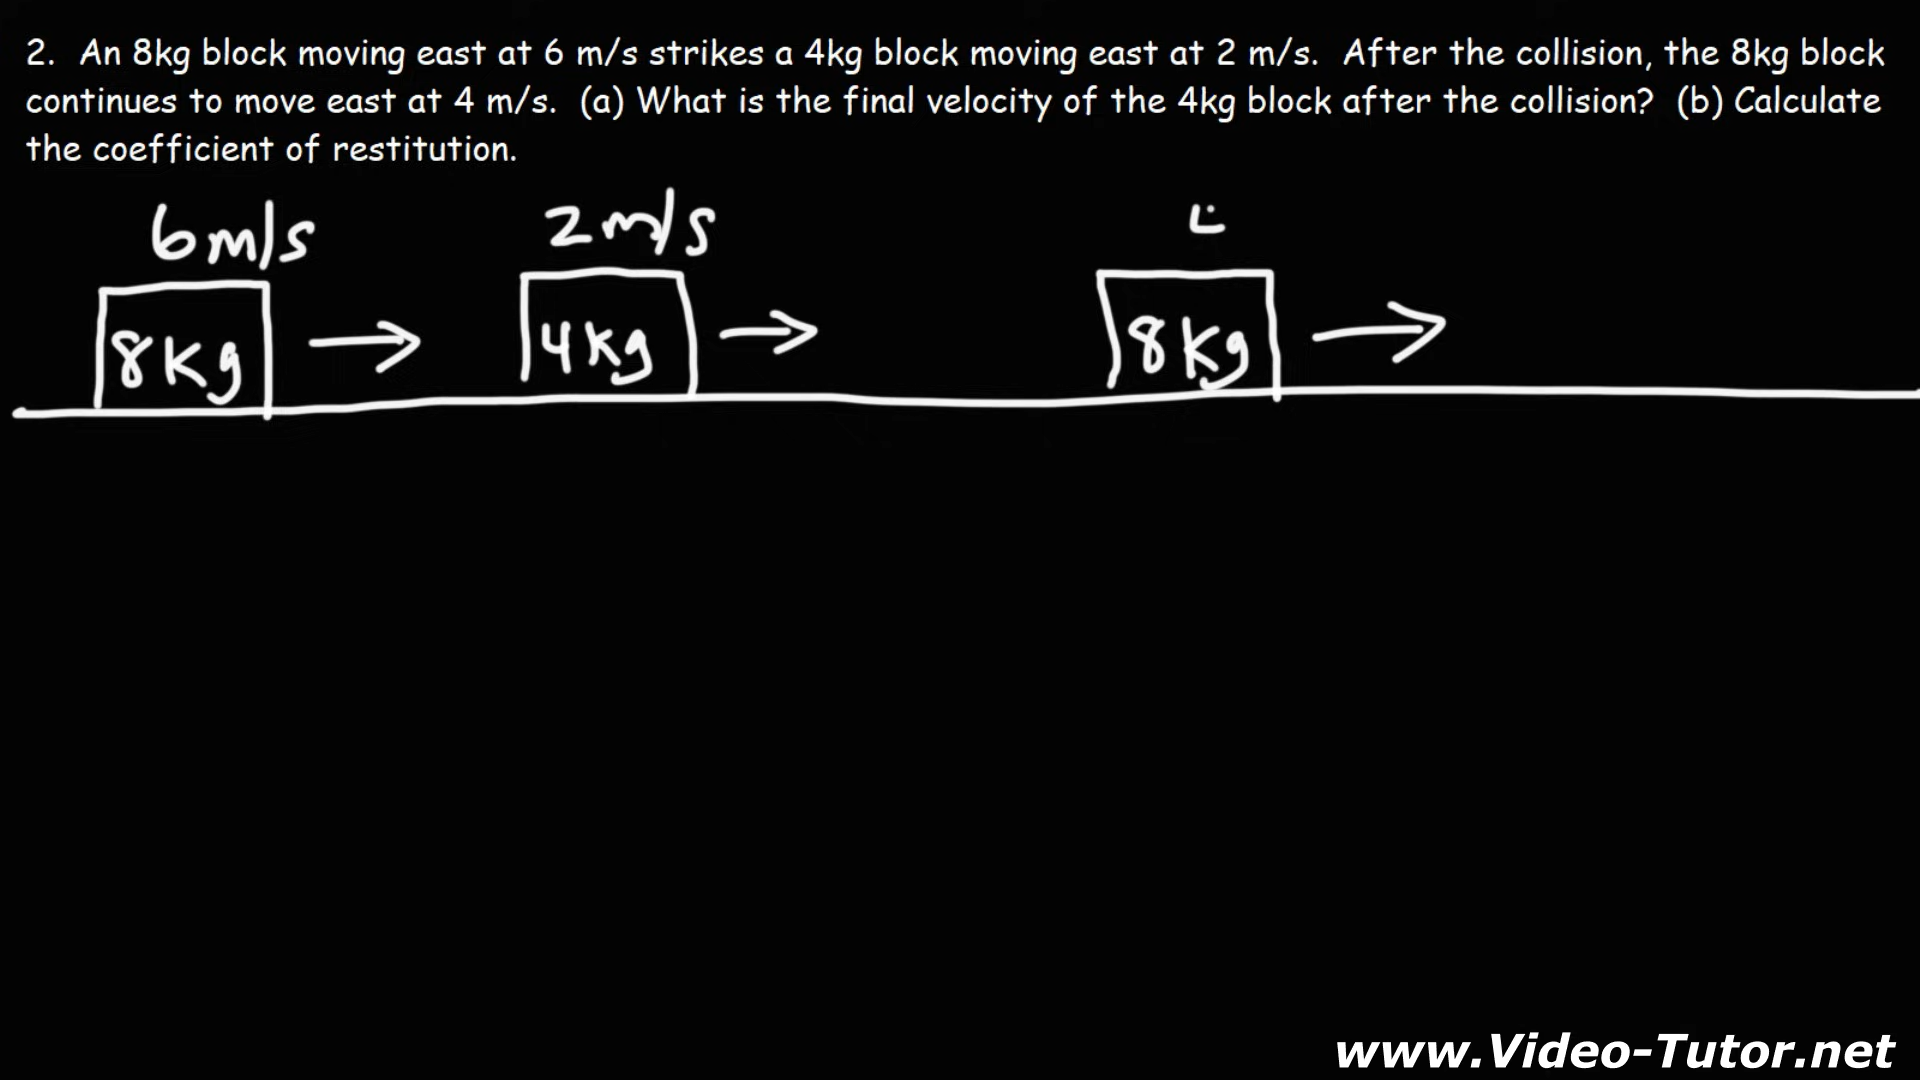 2. An 8kg block moving east at 6 m/s strikes a 4kg block moving east at 2 m/s. After the collision, the 8kg block
continues to move east at 4 m/s. (a) What is the final velocity of the 4kg block after the collision? (b) Calculate
the coefficient of restitution.
6m/s 2m/s
8kg 4kg 8kg
www.Video-Tutor.net